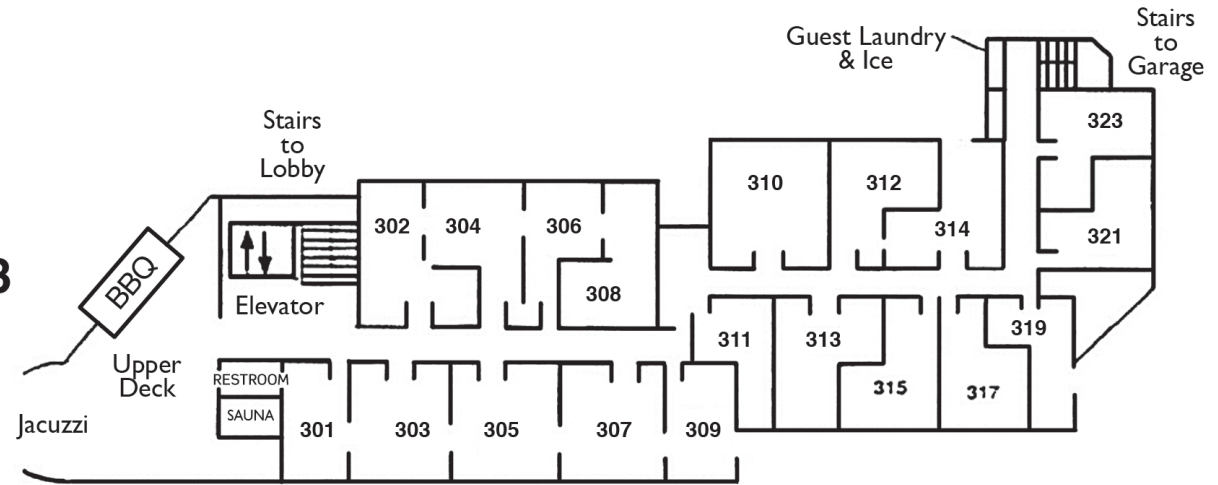 Stairs
to
Garage
Guest Laundry
& Ice
323
Stairs
to
Lobby
310
312
302
304
306
314
321
3
BBQ
308
Elevator
311
313
319
Upper
Deck
RESTROOM
315
317
SAUNA
Jacuzzi
301
303
305
307
309